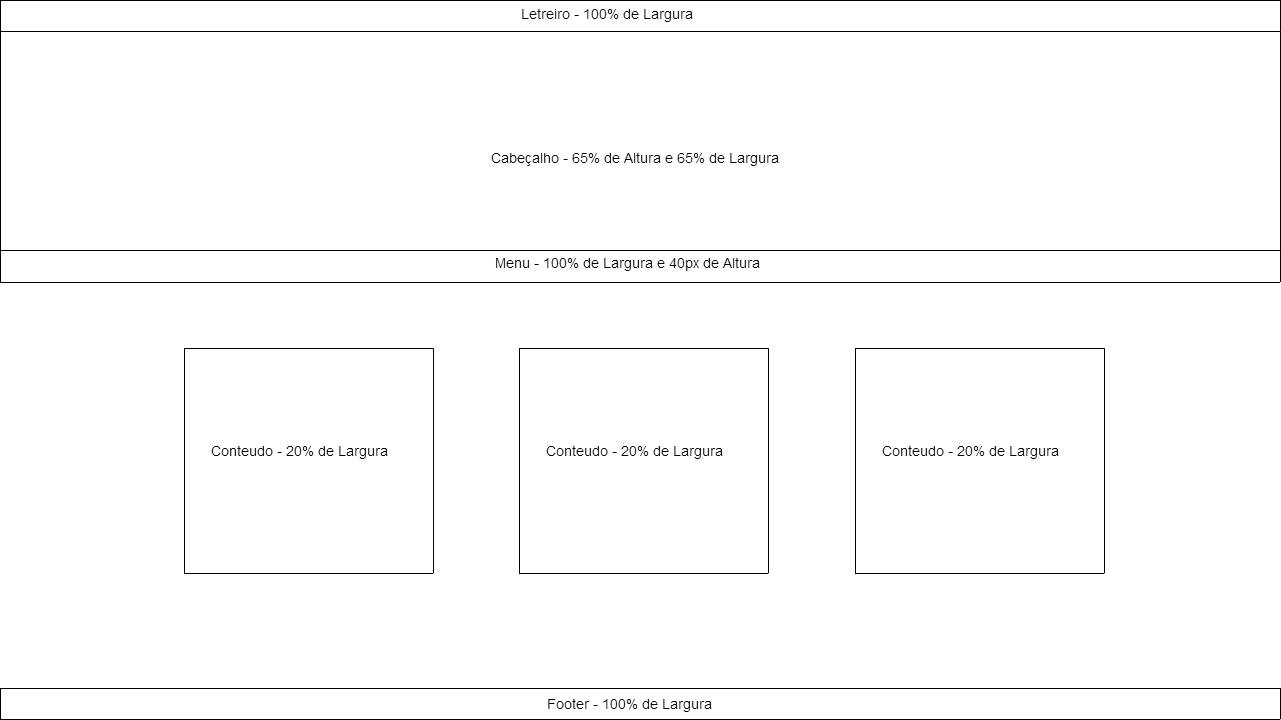 Letreiro - 100% de Largura
Cabeçalho - 65% de Altura e 65% de Largura
Menu - 100% de Largura e 40px de Altura
Conteudo - 20% de Largura
Conteudo - 20% de Largura
Conteudo - 20% de Largura
Footer - 100% de Largura